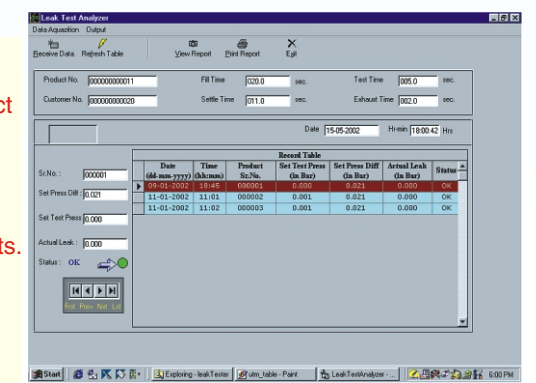 Leak Test Analyzer
Data Aquasition Output
Receive Data Refresh Table View Report Print Report Exit
Product No. 000000000011 Fill Time 020.0 sec. Test Time 005.0 sec.
Customer No. 000000000020 Settle Time 011.0 sec. Exhaust Time 002.0 sec.
ct
Date 15-05-2002 Hr-min 18:00:42 Hrs
Record Table
Date (dd-mm-yyyy) Time (hh:mm) Product Sr.No. Set Test Press (in Bar) Set Press Diff (in Bar) Actual Leak (in Bar) Status
09-01-2002 18:45 000001 0.000 0.021 0.000 OK
11-01-2002 11:01 000002 0.001 0.021 0.000 OK
11-01-2002 11:02 000003 0.001 0.021 0.000 OK
Sr.No. : 000001
Set Press Diff : 0.021
Set Test Press 0.000
ts.
Actual Leak : 0.000
Status : OK
First Prev Nxt Lst
Start Exploring - leakTester utm_table - Paint LeakTestAnalyzer - ... 6:00 PM